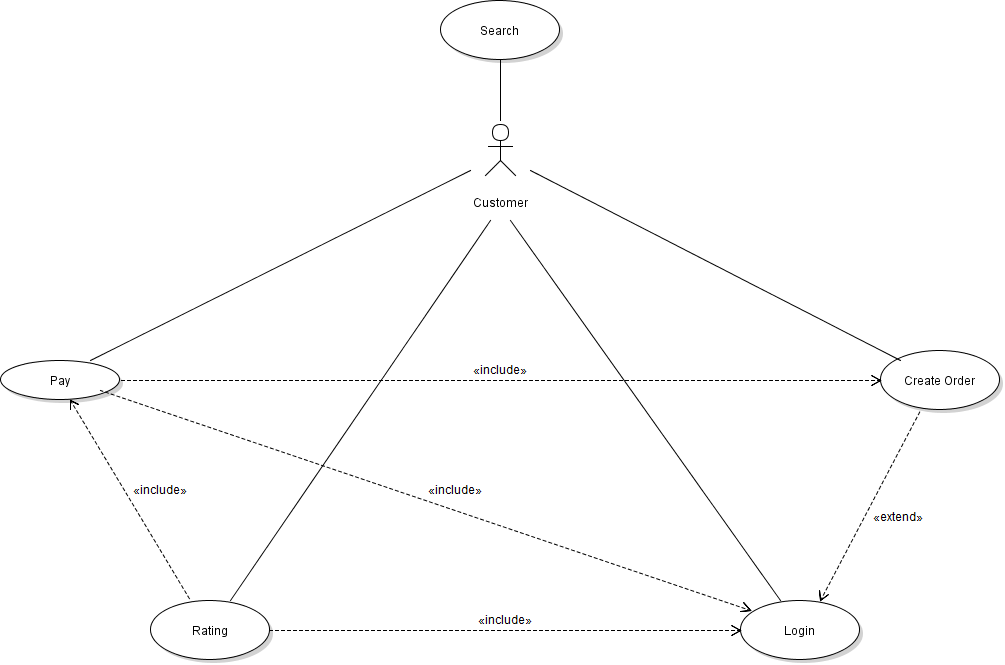 Search
Customer
«include»
Pay
Create Order
«include»
«include»
«extend»
«include»
Rating
Login